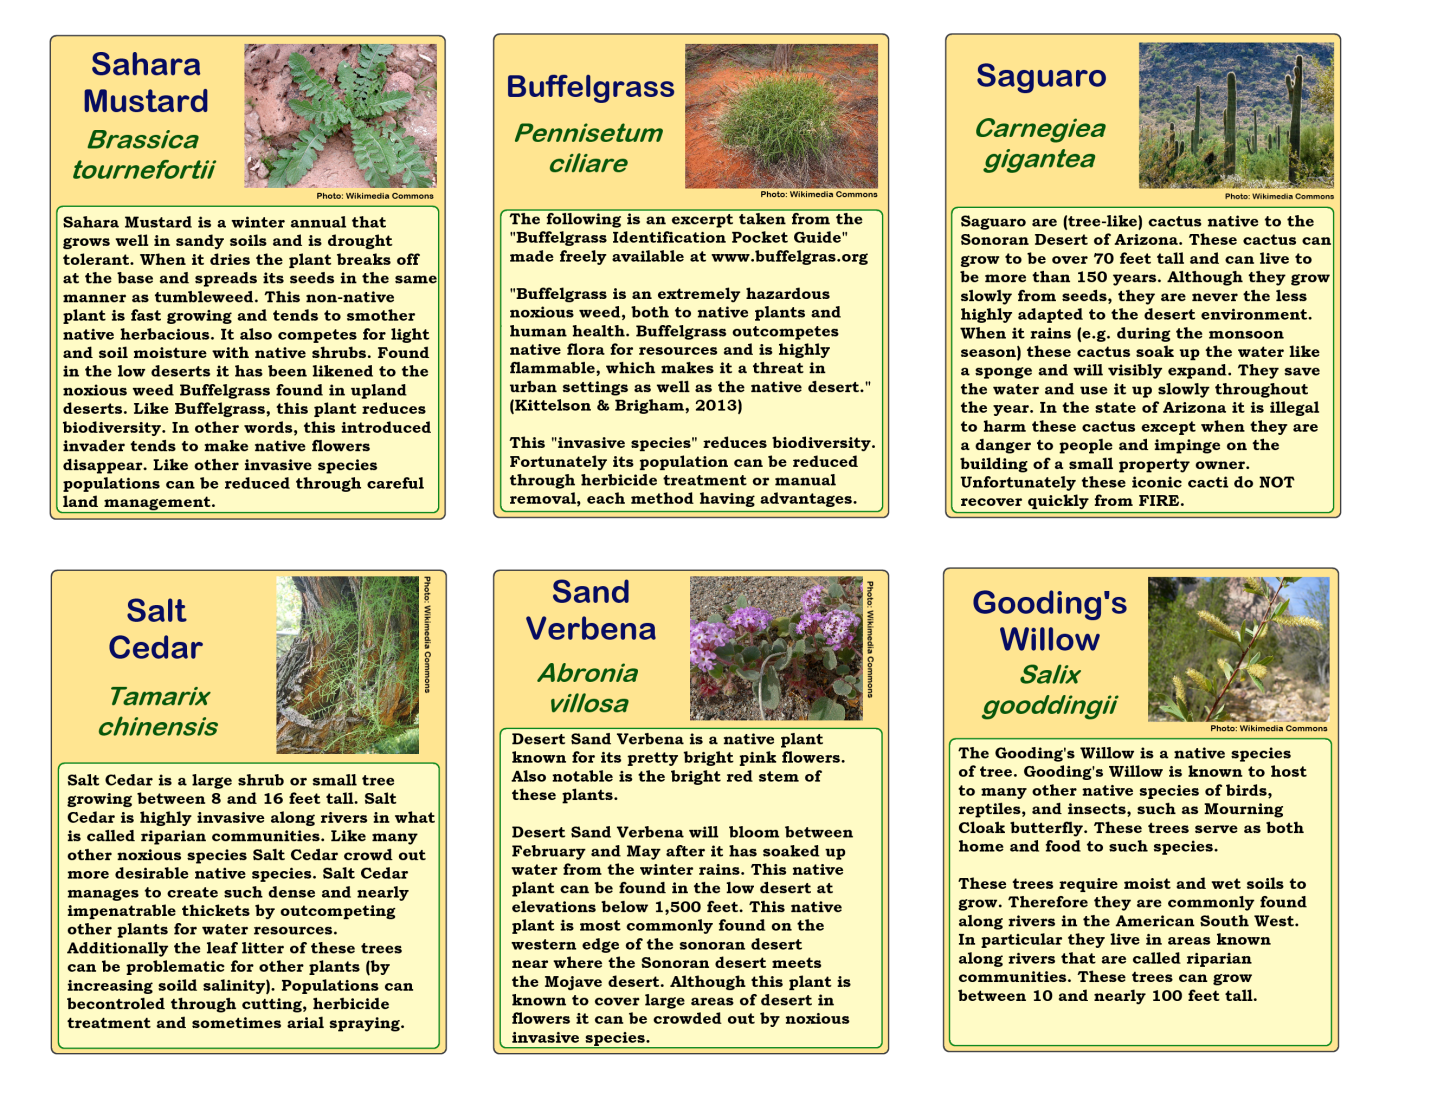 Sahara
Mustard
Brassica
tournefortii
Photo: Wikimedia Commons
Sahara Mustard is a winter annual that
grows well in sandy soils and is drought
tolerant. When it dries the plant breaks off
at the base and spreads its seeds in the same
manner as tumbleweed. This non-native
plant is fast growing and tends to smother
native herbacious. It also competes for light
and soil moisture with native shrubs. Found
in the low deserts it has been likened to the
noxious weed Buffelgrass found in upland
deserts. Like Buffelgrass, this plant reduces
biodiversity. In other words, this introduced
invader tends to make native flowers
disappear. Like other invasive species
populations can be reduced through careful
land management.
Buffelgrass
Pennisetum
ciliare
Photo: Wikimedia Commons
The following is an excerpt taken from the
"Buffelgrass Identification Pocket Guide"
made freely available at www.buffelgras.org
"Buffelgrass is an extremely hazardous
noxious weed, both to native plants and
human health. Buffelgrass outcompetes
native flora for resources and is highly
flammable, which makes it a threat in
urban settings as well as the native desert."
(Kittelson & Brigham, 2013)
This "invasive species" reduces biodiversity.
Fortunately its population can be reduced
through herbicide treatment or manual
removal, each method having advantages.
Saguaro
Carnegiea
gigantea
Photo: Wikimedia Commons
Saguaro are (tree-like) cactus native to the
Sonoran Desert of Arizona. These cactus can
grow to be over 70 feet tall and can live to
be more than 150 years. Although they grow
slowly from seeds, they are never the less
highly adapted to the desert environment.
When it rains (e.g. during the monsoon
season) these cactus soak up the water like
a sponge and will visibly expand. They save
the water and use it up slowly throughout
the year. In the state of Arizona it is illegal
to harm these cactus except when they are
a danger to people and impinge on the
building of a small property owner.
Unfortunately these iconic cacti do NOT
recover quickly from FIRE.
Salt
Cedar
Tamarix
chinensis
Photo: Wikimedia Commons
Salt Cedar is a large shrub or small tree
growing between 8 and 16 feet tall. Salt
Cedar is highly invasive along rivers in what
is called riparian communities. Like many
other noxious species Salt Cedar crowd out
more desirable native species. Salt Cedar
manages to create such dense and nearly
impenatrable thickets by outcompeting
other plants for water resources.
Additionally the leaf litter of these trees
can be problematic for other plants (by
increasing soild salinity). Populations can
becontroled through cutting, herbicide
treatment and sometimes arial spraying.
Sand
Verbena
Abronia
villosa
Photo: Wikimedia Commons
Desert Sand Verbena is a native plant
known for its pretty bright pink flowers.
Also notable is the bright red stem of
these plants.
Desert Sand Verbena will  bloom between
February and May after it has soaked up
water from the winter rains. This native
plant can be found in the low desert at
elevations below 1,500 feet. This native
plant is most commonly found on the
western edge of the sonoran desert
near where the Sonoran desert meets
the Mojave desert. Although this plant is
known to cover large areas of desert in
flowers it can be crowded out by noxious
invasive species.
Gooding's
Willow
Salix
gooddingii
Photo: Wikimedia Commons
The Gooding's Willow is a native species
of tree. Gooding's Willow is known to host
to many other native species of birds,
reptiles, and insects, such as Mourning
Cloak butterfly. These trees serve as both
home and food to such species.
These trees require moist and wet soils to
grow. Therefore they are commonly found
along rivers in the American South West.
In particular they live in areas known
along rivers that are called riparian
communities. These trees can grow
between 10 and nearly 100 feet tall.